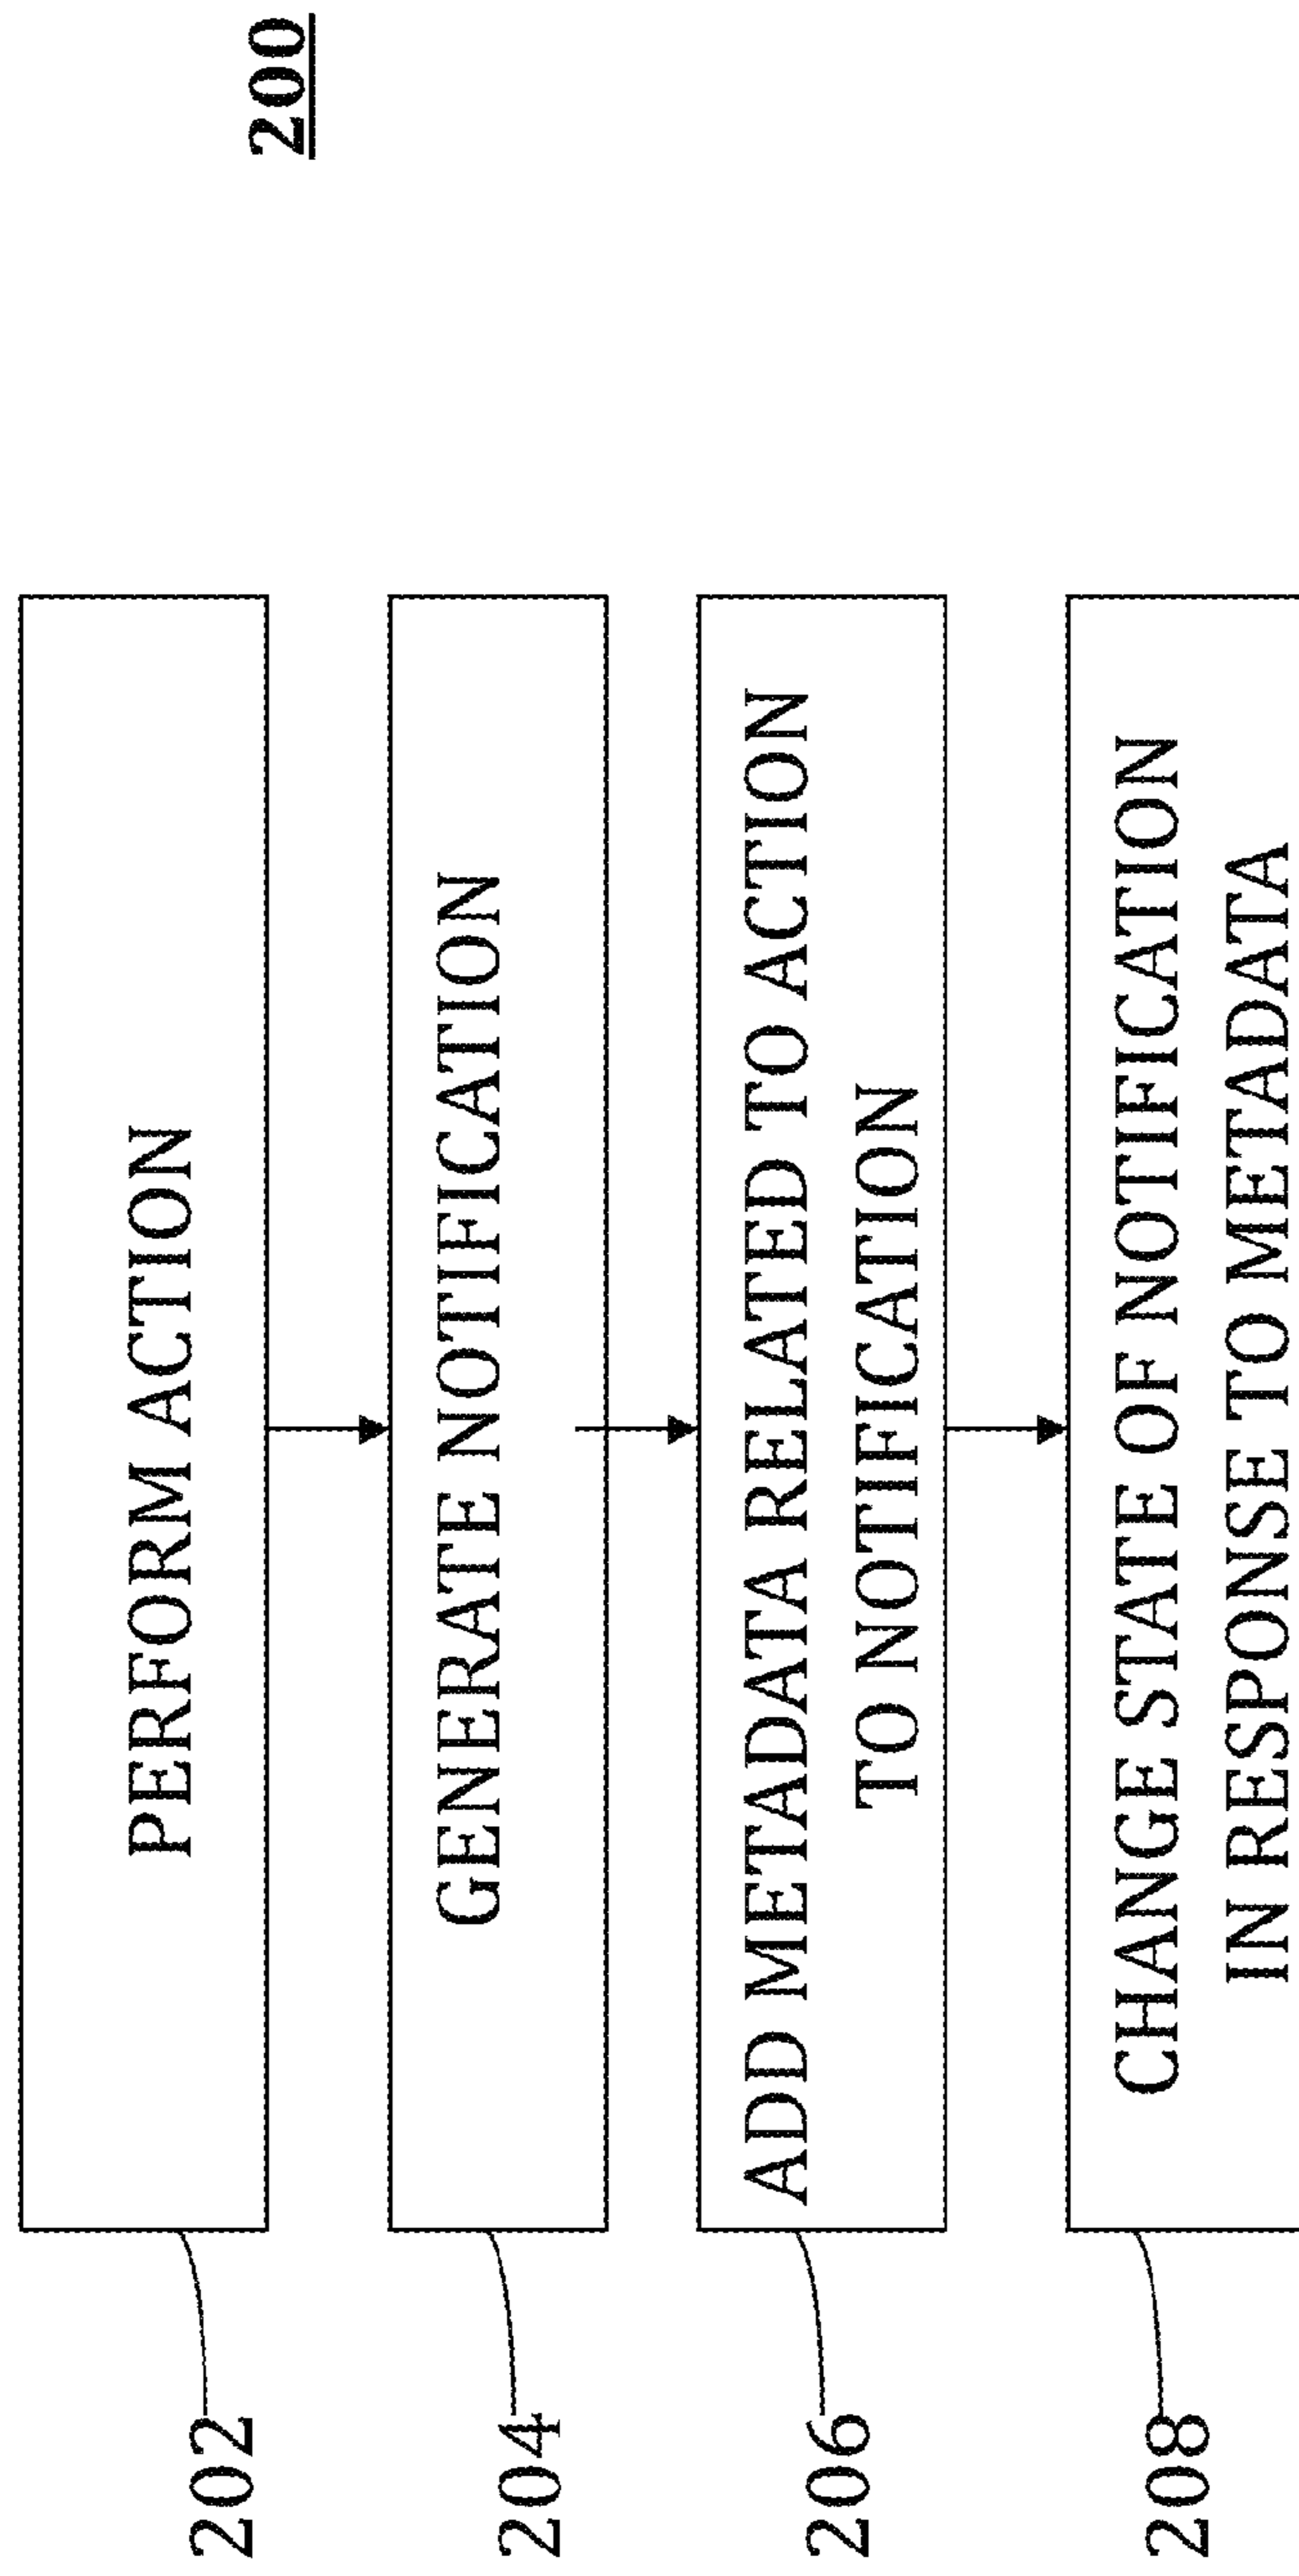 200
202
PERFORM ACTION
204
GENERATE NOTIFICATION
206
ADD METADATA RELATED TO ACTION
TO NOTIFICATION
208
CHANGE STATE OF NOTIFICATION
IN RESPONSE TO METADATA